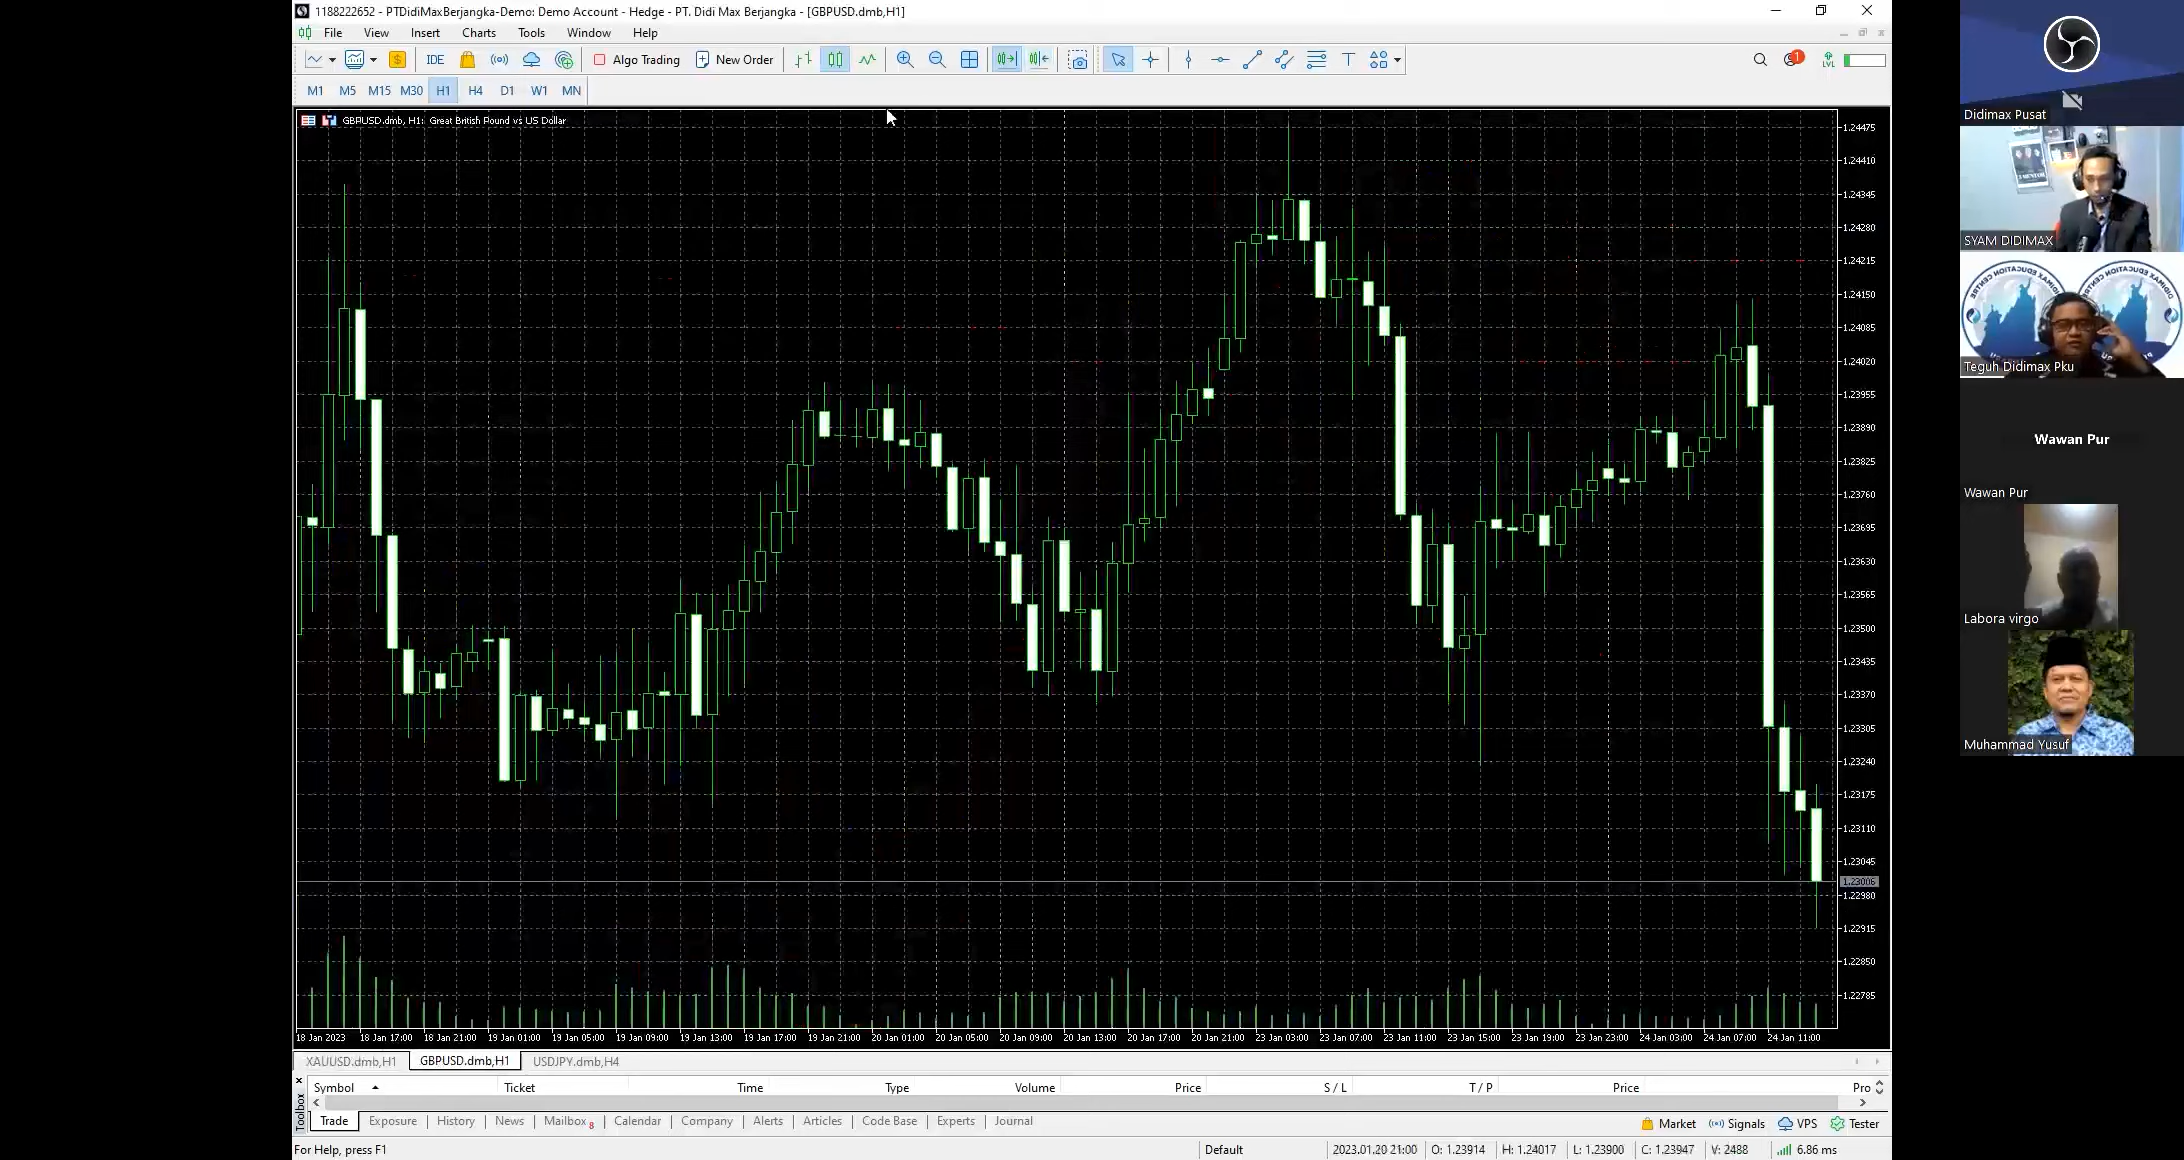 1188222652 - PTDidiMaxBerjangka-Demo: Demo Account - Hedge - PT. Didi Max Berjangka - [GBPUSD.dmb,H1]
File View Insert Charts Tools Window Help
IDE Algo Trading New Order 1 LVL
M1 M5 M15 M30 H1 H4 D1 W1 MN
GBPUSD.dmb, H1: Great British Pound vs US Dollar
1.24475
1.24410
1.24345
1.24280
1.24215
1.24150
1.24085
1.24020
1.23955
1.23890
1.23825
1.23760
1.23695
1.23630
1.23565
1.23500
1.23435
1.23370
1.23305
1.23240
1.23175
1.23110
1.23045
1.23006
1.22980
1.22915
1.22850
1.22785
18 Jan 2023 18 Jan 17:00 18 Jan 21:00 19 Jan 01:00 19 Jan 05:00 19 Jan 09:00 19 Jan 13:00 19 Jan 17:00 19 Jan 21:00 20 Jan 01:00 20 Jan 05:00 20 Jan 09:00 20 Jan 13:00 20 Jan 17:00 20 Jan 21:00 23 Jan 03:00 23 Jan 07:00 23 Jan 11:00 23 Jan 15:00 23 Jan 19:00 23 Jan 23:00 24 Jan 03:00 24 Jan 07:00 24 Jan 11:00
XAUUSD.dmb,H1 GBPUSD.dmb,H1 USDJPY.dmb,H4
Symbol Ticket Time Type Volume Price S / L T / P Price Pro
Toolbox
Trade Exposure History News Mailbox 8 Calendar Company Alerts Articles Code Base Experts Journal Market Signals VPS Tester
For Help, press F1 Default 2023.01.20 21:00 O: 1.23914 H: 1.24017 L: 1.23900 C: 1.23947 V: 2488 6.86 ms
Didimax Pusat
SYAM DIDIMAX
Teguh Didimax Pku
Wawan Pur
Wawan Pur
Labora virgo
Muhammad Yusuf